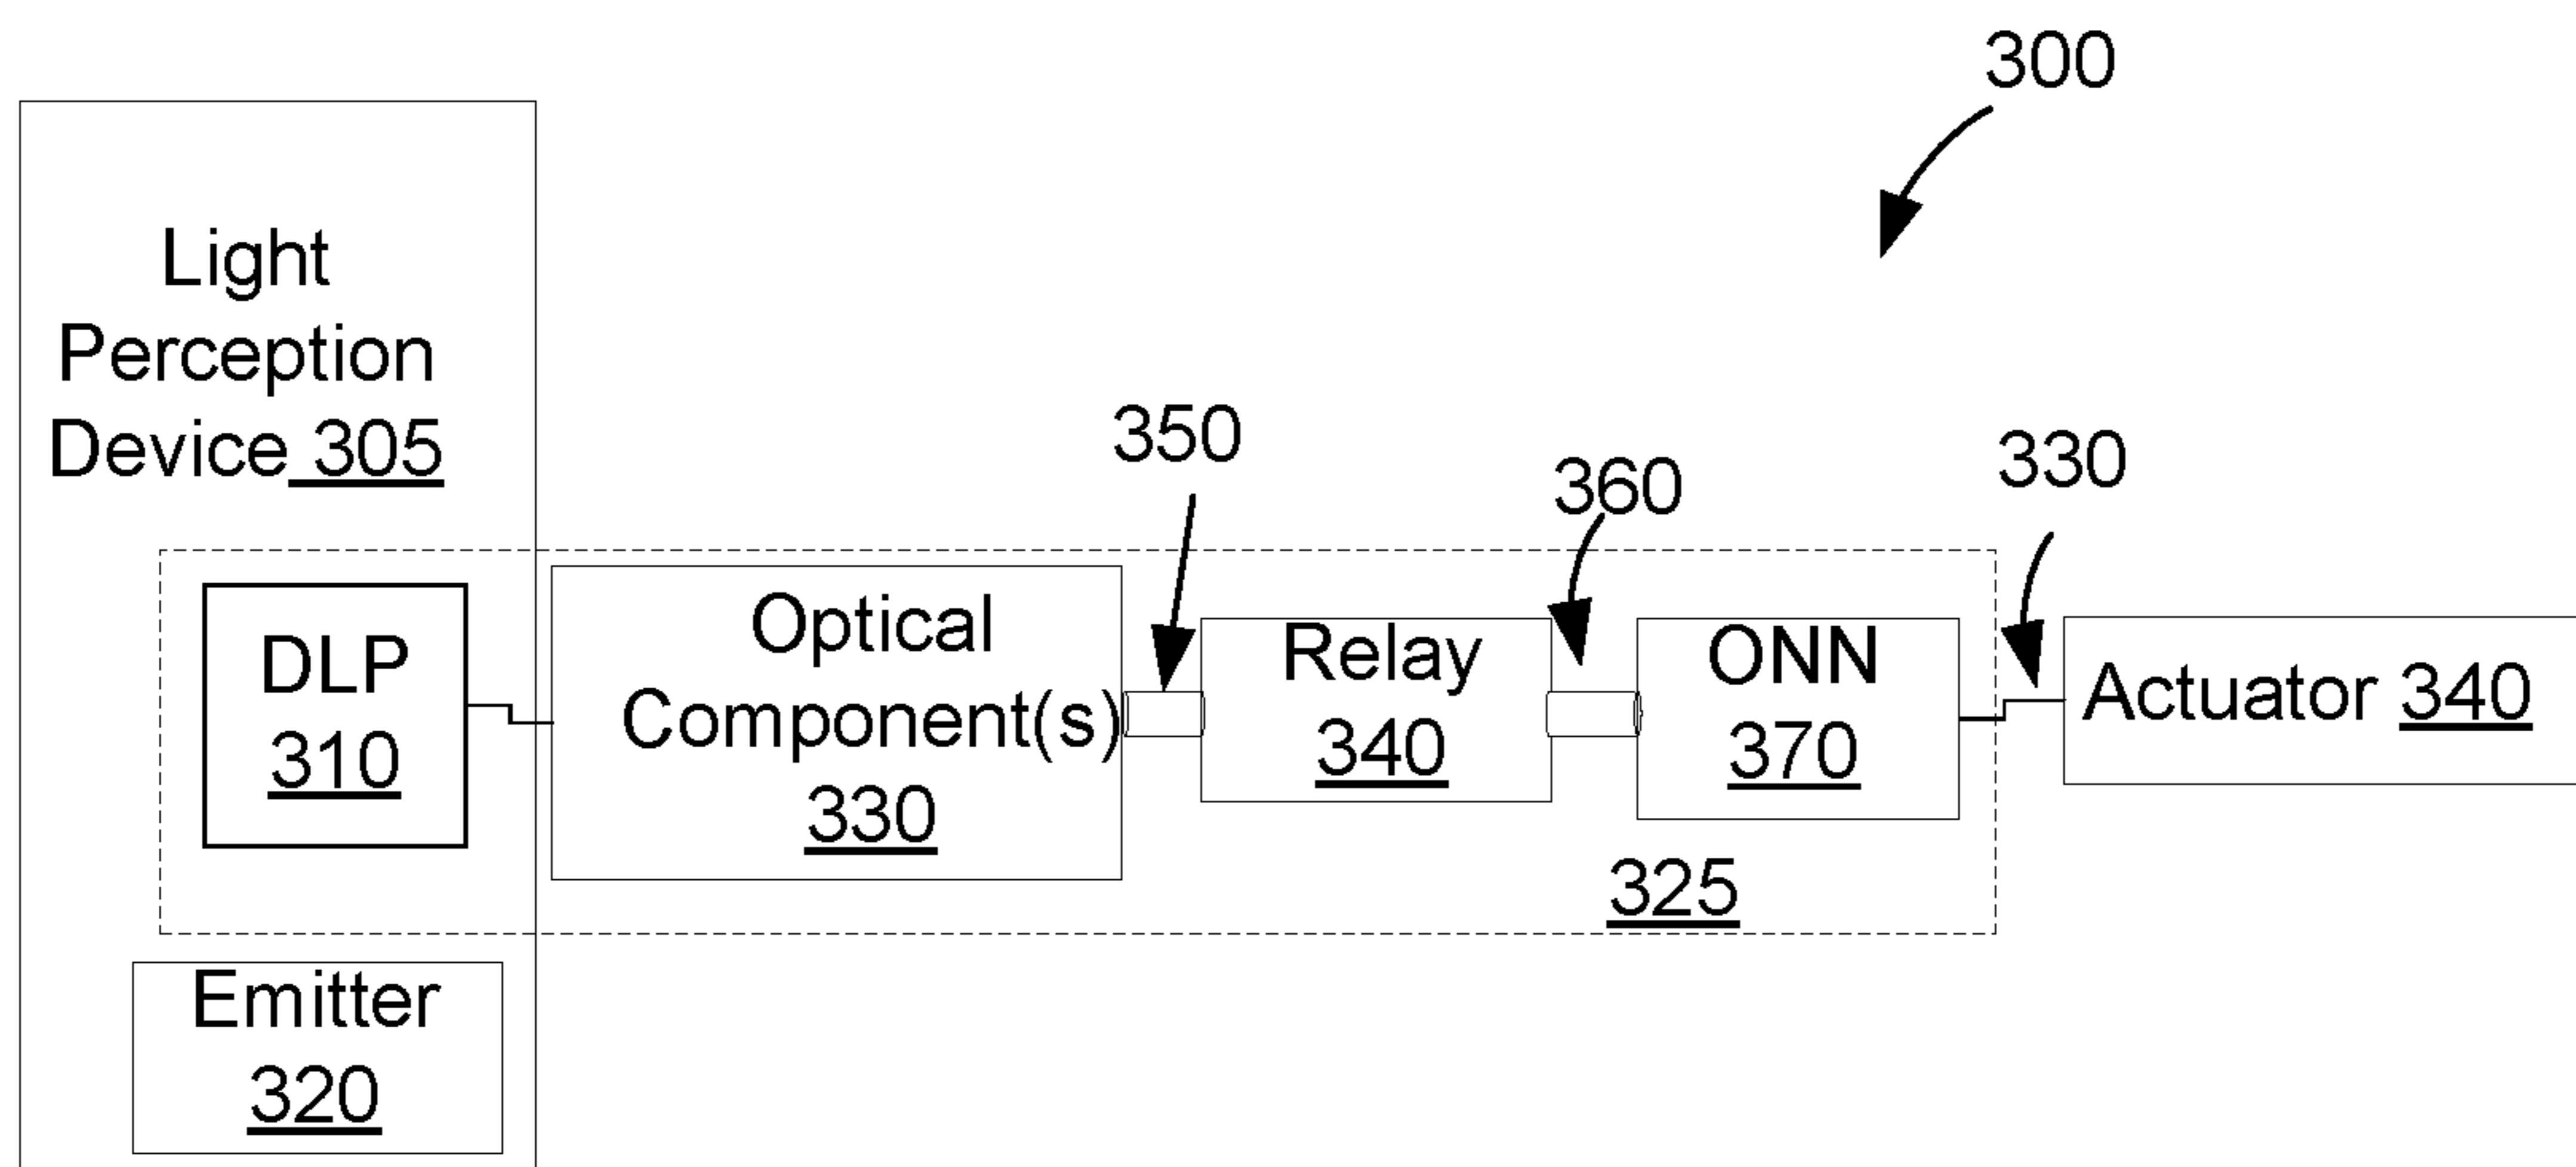 300
Light
Perception
Device 305
350
360
330
DLP
310
Optical
Component(s)
330
Relay
340
ONN
370
Actuator 340
325
Emitter
320